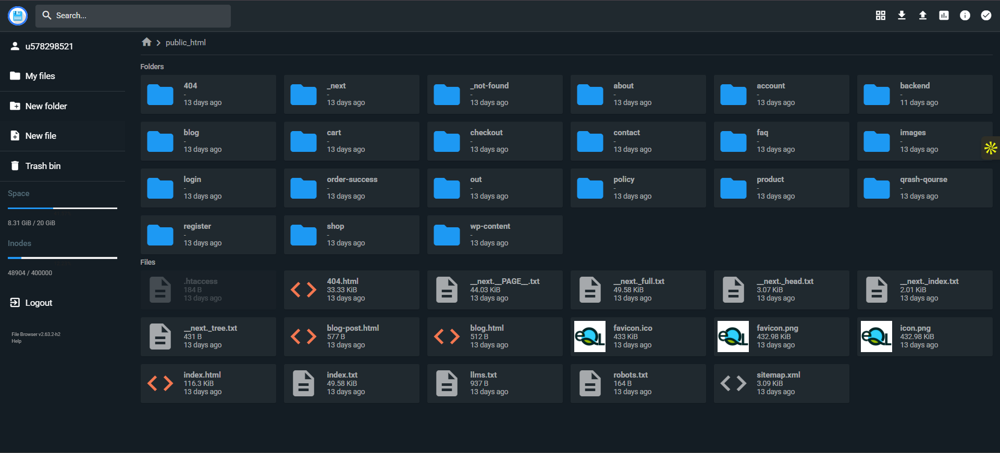 Search...
u578298521
My files
New folder
New file
Trash bin
Space
8.31 GiB / 20 GiB
Inodes
48904 / 400000
Logout
File Browser v2.63.2-h2
Help
public_html
Folders
404
-
13 days ago
_next
-
13 days ago
_not-found
-
13 days ago
about
-
13 days ago
account
-
13 days ago
backend
-
11 days ago
blog
-
13 days ago
cart
-
13 days ago
checkout
-
13 days ago
contact
-
13 days ago
faq
-
13 days ago
images
-
13 days ago
login
-
13 days ago
order-success
-
13 days ago
out
-
13 days ago
policy
-
13 days ago
product
-
13 days ago
qrash-qourse
-
13 days ago
register
-
13 days ago
shop
-
13 days ago
wp-content
-
13 days ago
Files
.htaccess
184 B
13 days ago
404.html
33.33 KiB
13 days ago
__next.__PAGE__.txt
44.03 KiB
13 days ago
__next._full.txt
49.58 KiB
13 days ago
__next._head.txt
3.07 KiB
13 days ago
__next._index.txt
2.01 KiB
13 days ago
__next._tree.txt
431 B
13 days ago
blog-post.html
577 B
13 days ago
blog.html
512 B
13 days ago
eQL
favicon.ico
433 KiB
13 days ago
eQL
favicon.png
432.98 KiB
13 days ago
eQL
icon.png
432.98 KiB
13 days ago
index.html
116.3 KiB
13 days ago
index.txt
49.58 KiB
13 days ago
llms.txt
937 B
13 days ago
robots.txt
164 B
13 days ago
sitemap.xml
3.09 KiB
13 days ago